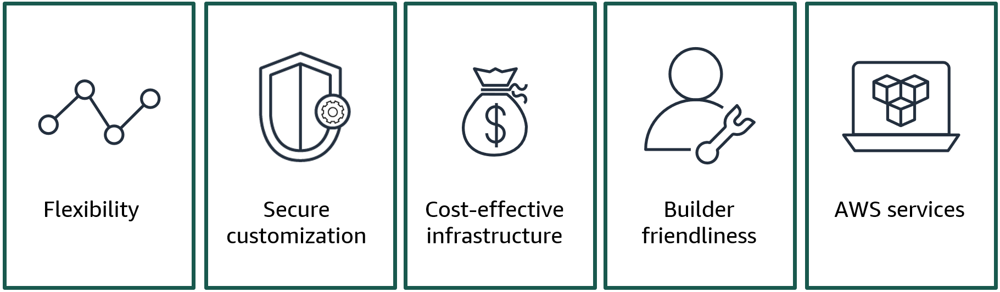 Flexibility
Secure
customization
Cost-effective
infrastructure
Builder
friendliness
AWS services